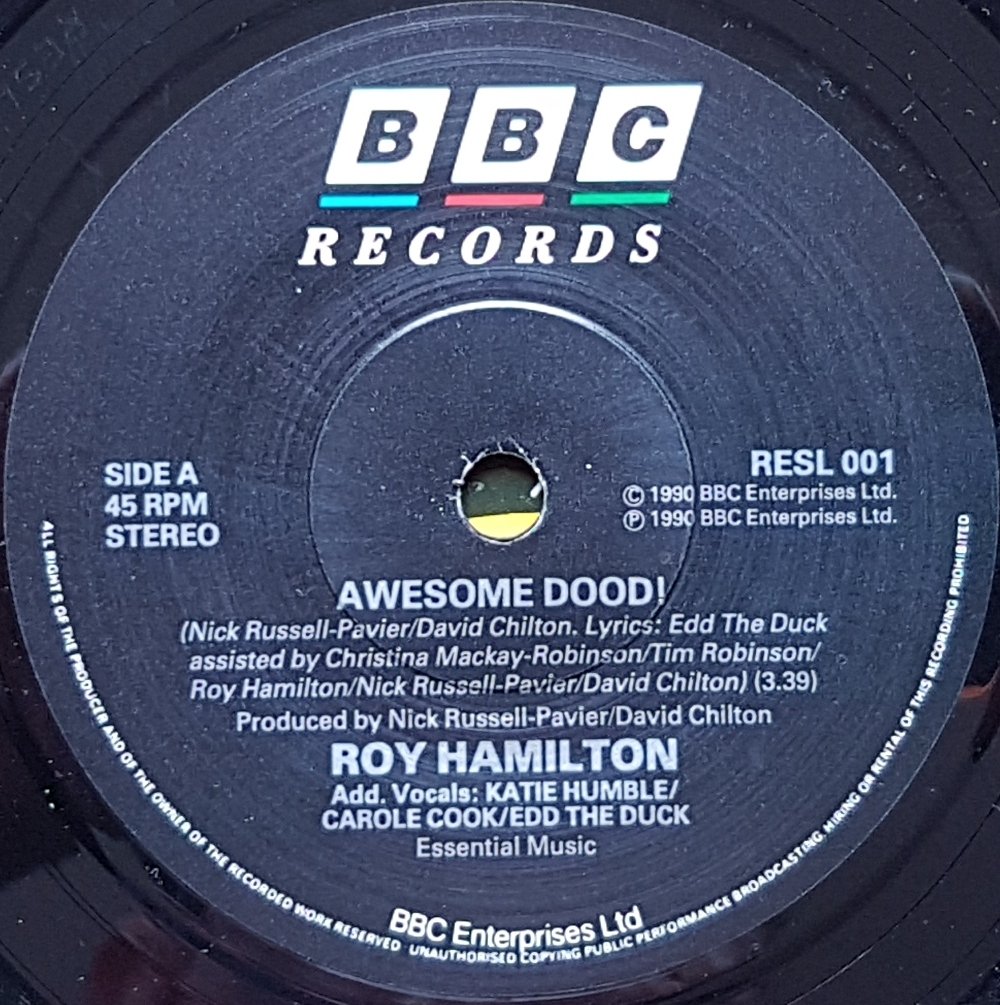 BBC
RECORDS
SIDE A
45 RPM
STEREO
RESL 001
© 1990 BBC Enterprises Ltd.
℗ 1990 BBC Enterprises Ltd.
AWESOME DOOD!
(Nick Russell-Pavier/David Chilton. Lyrics: Edd The Duck
assisted by Christina Mackay-Robinson/Tim Robinson/
Roy Hamilton/Nick Russell-Pavier/David Chilton) (3.39)
Produced by Nick Russell-Pavier/David Chilton
ROY HAMILTON
Add. Vocals: KATIE HUMBLE/
CAROLE COOK/EDD THE DUCK
Essential Music
BBC Enterprises Ltd
ALL RIGHTS OF THE PRODUCER AND OF THE OWNER OF THE RECORDED WORK RESERVED UNAUTHORISED COPYING PUBLIC PERFORMANCE BROADCASTING HIRING OR RENTAL OF THIS RECORDING PROHIBITED